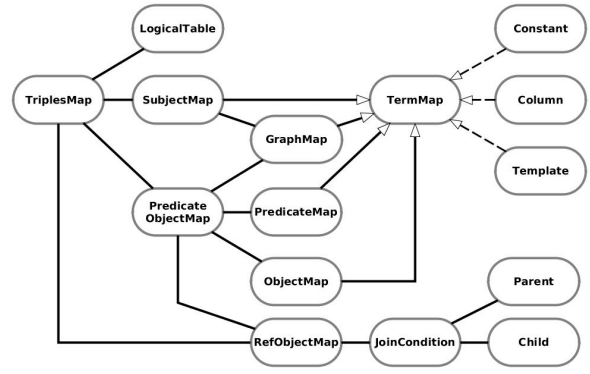 LogicalTable
Constant
TriplesMap
SubjectMap
TermMap
Column
GraphMap
Template
Predicate
ObjectMap
PredicateMap
ObjectMap
Parent
RefObjectMap
JoinCondition
Child